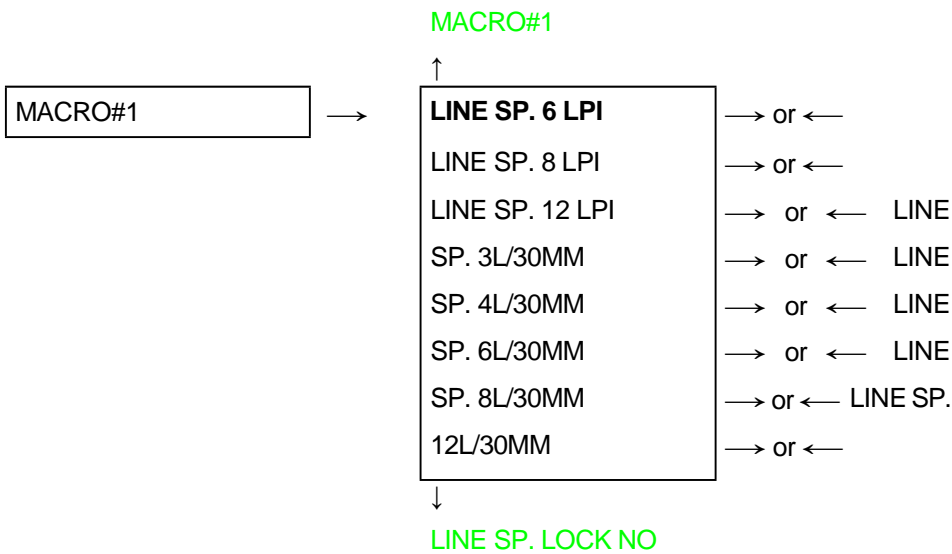 MACRO#1
↑
MACRO#1 → LINE SP. 6 LPI → or ←
LINE SP. 8 LPI → or ←
LINE SP. 12 LPI → or ← LINE
SP. 3L/30MM → or ← LINE
SP. 4L/30MM → or ← LINE
SP. 6L/30MM → or ← LINE
SP. 8L/30MM → or ← LINE SP.
12L/30MM → or ←
↓
LINE SP. LOCK NO